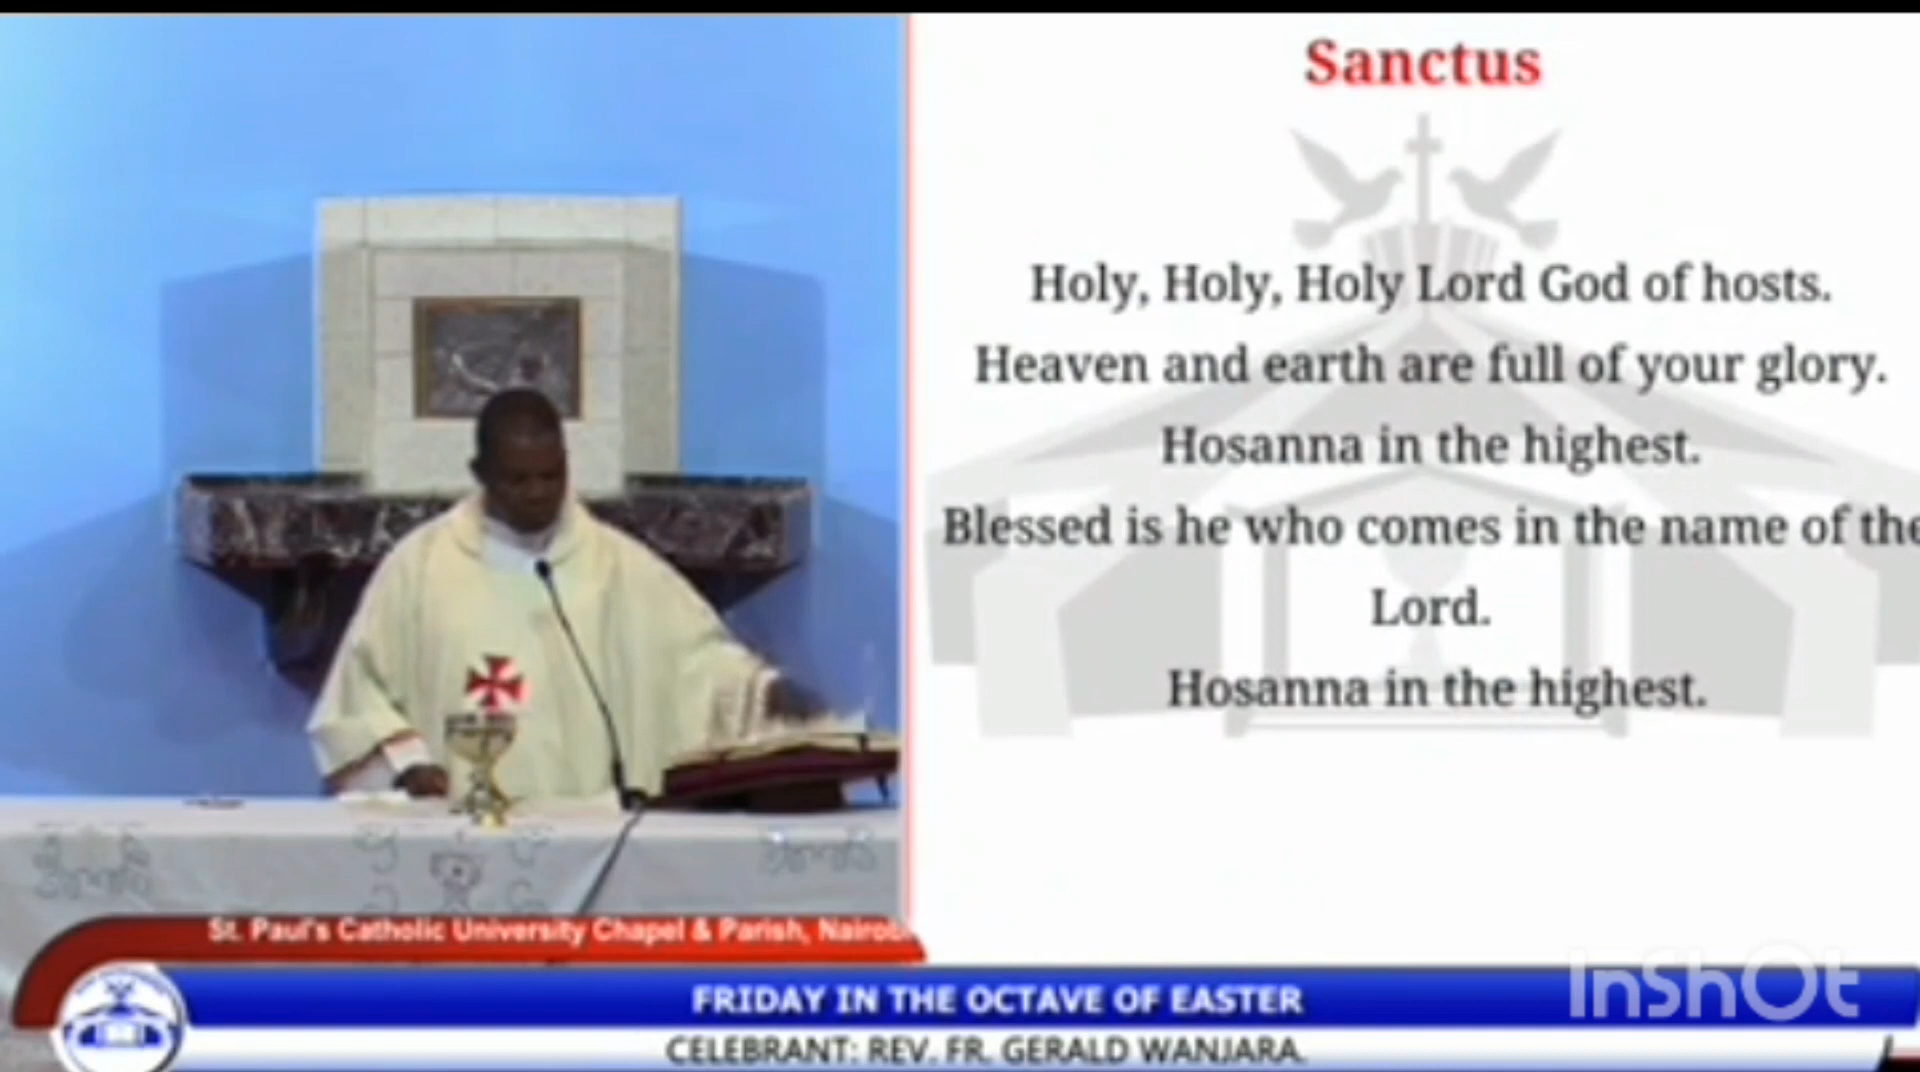 Sanctus
Holy, Holy, Holy Lord God of hosts.
Heaven and earth are full of your glory.
Hosanna in the highest.
Blessed is he who comes in the name of the
Lord.
Hosanna in the highest.
St. Paul's Catholic University Chapel & Parish, Nairobi
InShOt
FRIDAY IN THE OCTAVE OF EASTER
CELEBRANT: REV. FR. GERALD WANJARA.